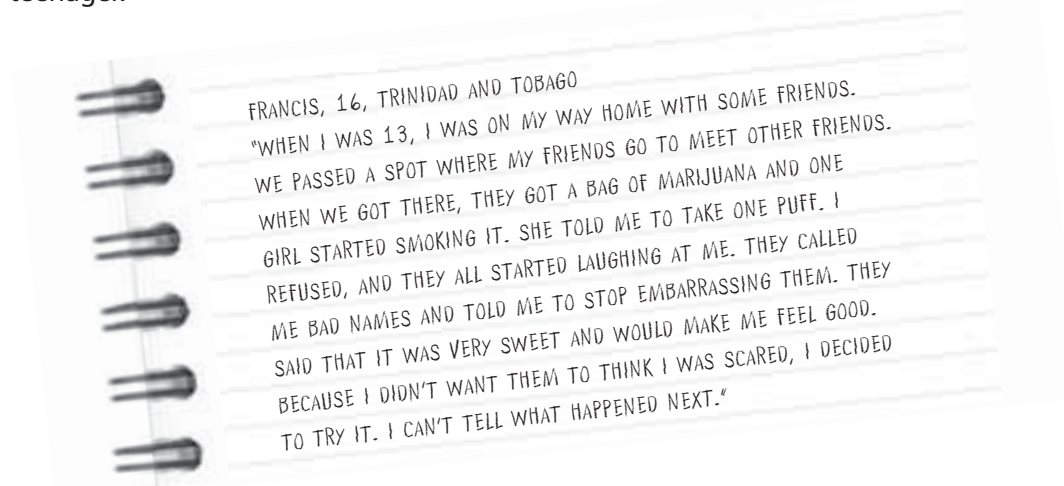 FRANCIS, 16, TRINIDAD AND TOBAGO
"WHEN I WAS 13, I WAS ON MY WAY HOME WITH SOME FRIENDS.
WE PASSED A SPOT WHERE MY FRIENDS GO TO MEET OTHER FRIENDS.
WHEN WE GOT THERE, THEY GOT A BAG OF MARIJUANA AND ONE
GIRL STARTED SMOKING IT. SHE TOLD ME TO TAKE ONE PUFF. I
REFUSED, AND THEY ALL STARTED LAUGHING AT ME. THEY CALLED
ME BAD NAMES AND TOLD ME TO STOP EMBARRASSING THEM. THEY
SAID THAT IT WAS VERY SWEET AND WOULD MAKE ME FEEL GOOD.
BECAUSE I DIDN'T WANT THEM TO THINK I WAS SCARED, I DECIDED
TO TRY IT. I CAN'T TELL WHAT HAPPENED NEXT."